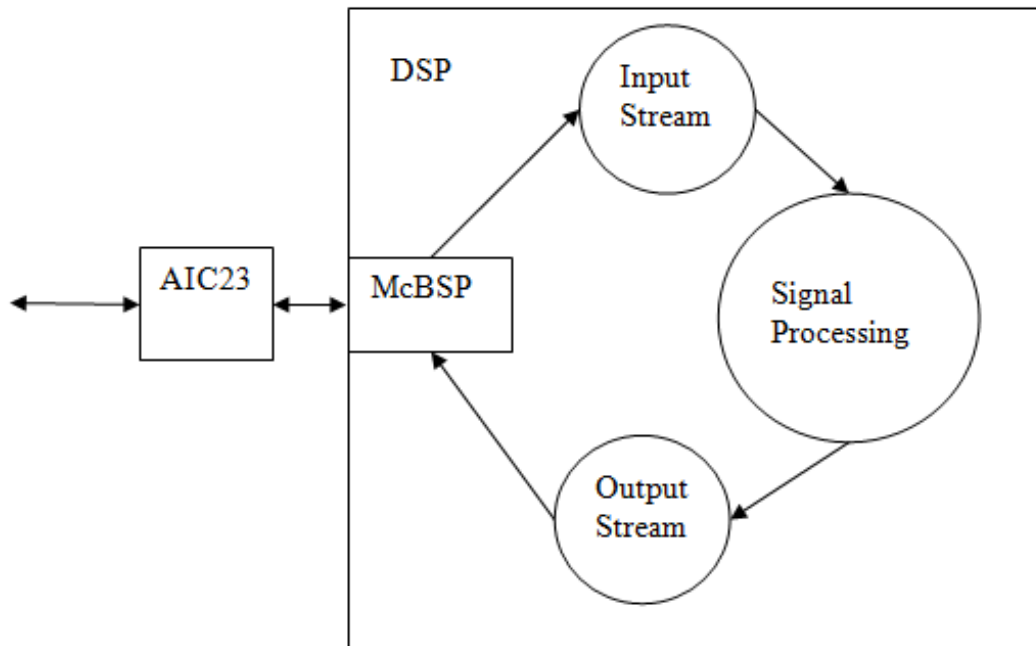 DSP
Input
Stream
AIC23
McBSP
Signal
Processing
Output
Stream